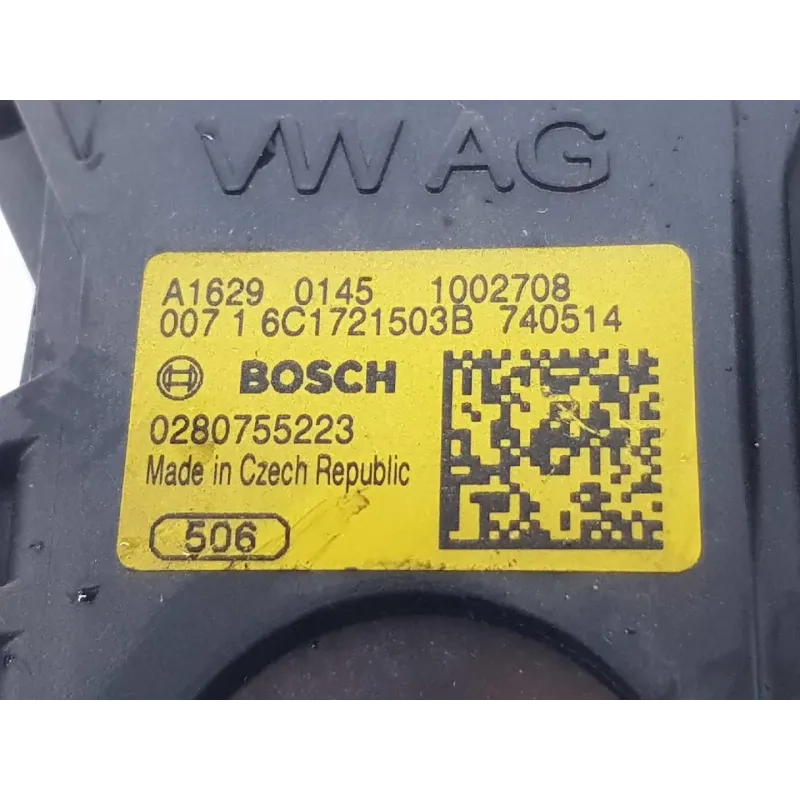 VW AG
A1629 0145 1002708
007 1 6C1721503B 740514
BOSCH
0280755223
Made in Czech Republic
506